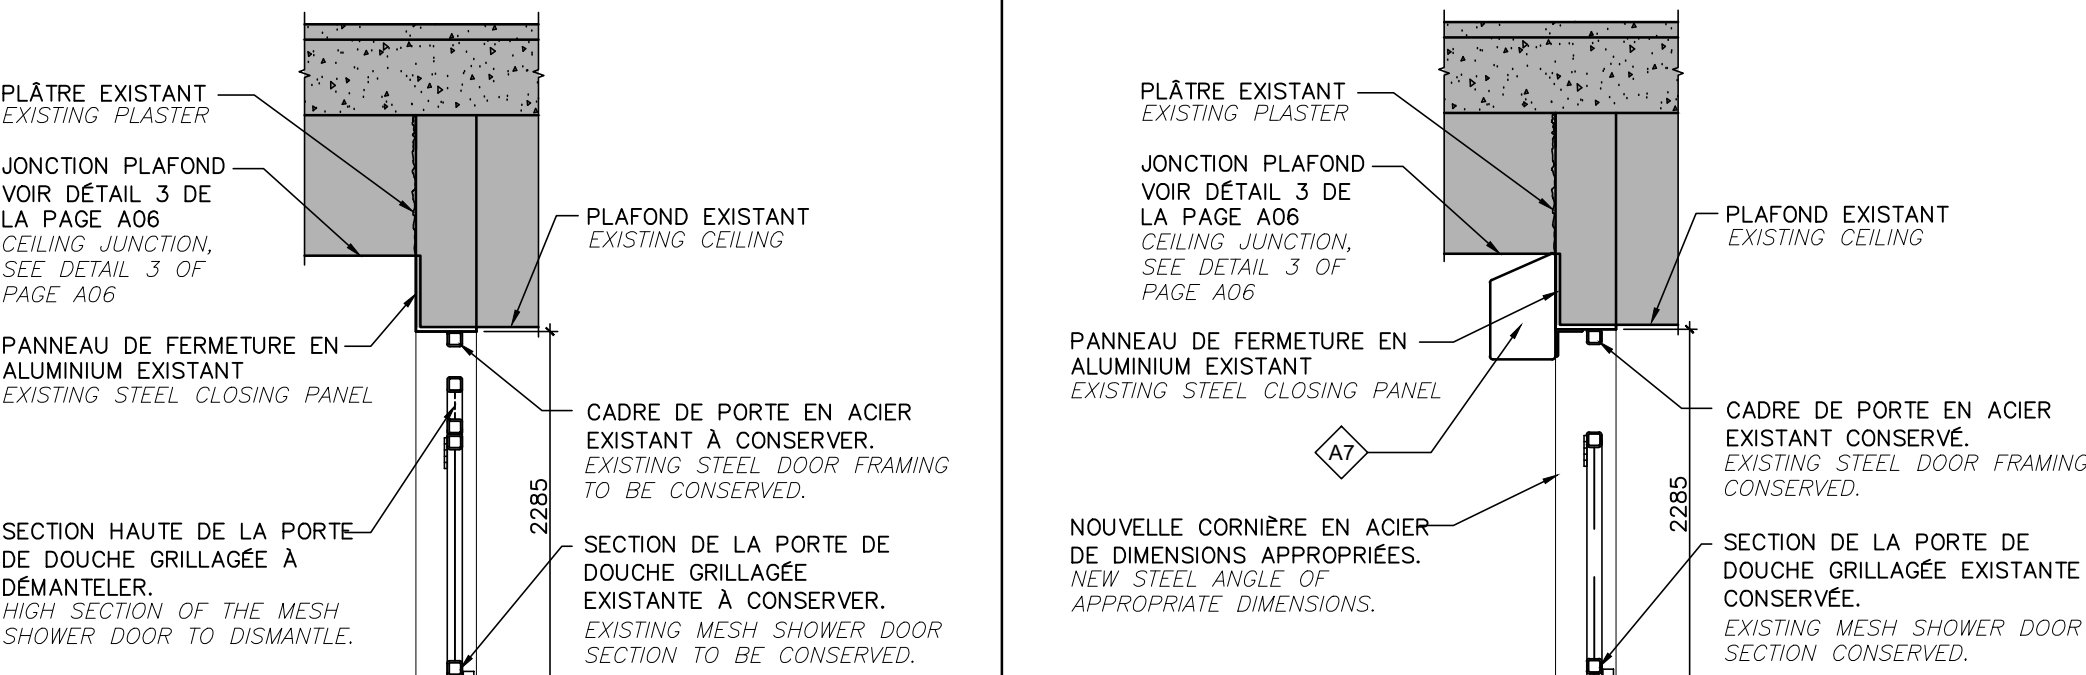 PLÂTRE EXISTANT
EXISTING PLASTER
JONCTION PLAFOND
VOIR DÉTAIL 3 DE
LA PAGE A06
CEILING JUNCTION,
SEE DETAIL 3 OF
PAGE A06
PANNEAU DE FERMETURE EN
ALUMINIUM EXISTANT
EXISTING STEEL CLOSING PANEL
SECTION HAUTE DE LA PORTE
DE DOUCHE GRILLAGÉE À
DÉMANTELER.
HIGH SECTION OF THE MESH
SHOWER DOOR TO DISMANTLE.
PLAFOND EXISTANT
EXISTING CEILING
CADRE DE PORTE EN ACIER
EXISTANT À CONSERVER.
EXISTING STEEL DOOR FRAMING
TO BE CONSERVED.
2285
SECTION DE LA PORTE DE
DOUCHE GRILLAGÉE
EXISTANTE À CONSERVER.
EXISTING MESH SHOWER DOOR
SECTION TO BE CONSERVED.
PLÂTRE EXISTANT
EXISTING PLASTER
JONCTION PLAFOND
VOIR DÉTAIL 3 DE
LA PAGE A06
CEILING JUNCTION,
SEE DETAIL 3 OF
PAGE A06
PANNEAU DE FERMETURE EN
ALUMINIUM EXISTANT
EXISTING STEEL CLOSING PANEL
A7
NOUVELLE CORNIÈRE EN ACIER
DE DIMENSIONS APPROPRIÉES.
NEW STEEL ANGLE OF
APPROPRIATE DIMENSIONS.
PLAFOND EXISTANT
EXISTING CEILING
CADRE DE PORTE EN ACIER
EXISTANT CONSERVÉ.
EXISTING STEEL DOOR FRAMING
CONSERVED.
2285
SECTION DE LA PORTE DE
DOUCHE GRILLAGÉE EXISTANTE
CONSERVÉE.
EXISTING MESH SHOWER DOOR
SECTION CONSERVED.